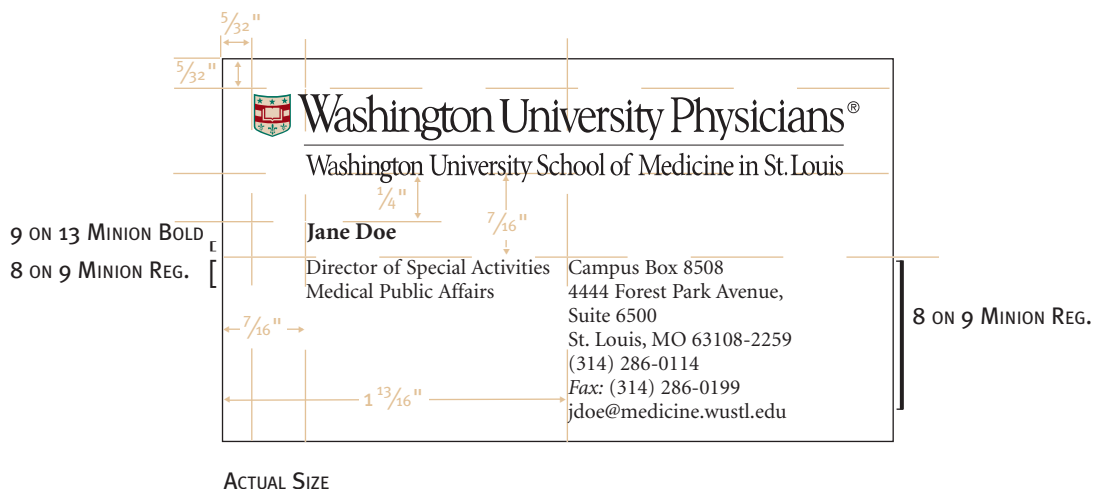 5/32"
5/32"
Washington University Physicians®
Washington University School of Medicine in St. Louis
1/4"
7/16"
9 on 13 Minion Bold
Jane Doe
8 on 9 Minion Reg.
Director of Special Activities
Medical Public Affairs
Campus Box 8508
4444 Forest Park Avenue,
Suite 6500
St. Louis, MO 63108-2259
(314) 286-0114
Fax: (314) 286-0199
jdoe@medicine.wustl.edu
8 on 9 Minion Reg.
7/16"
1 13/16"
Actual Size